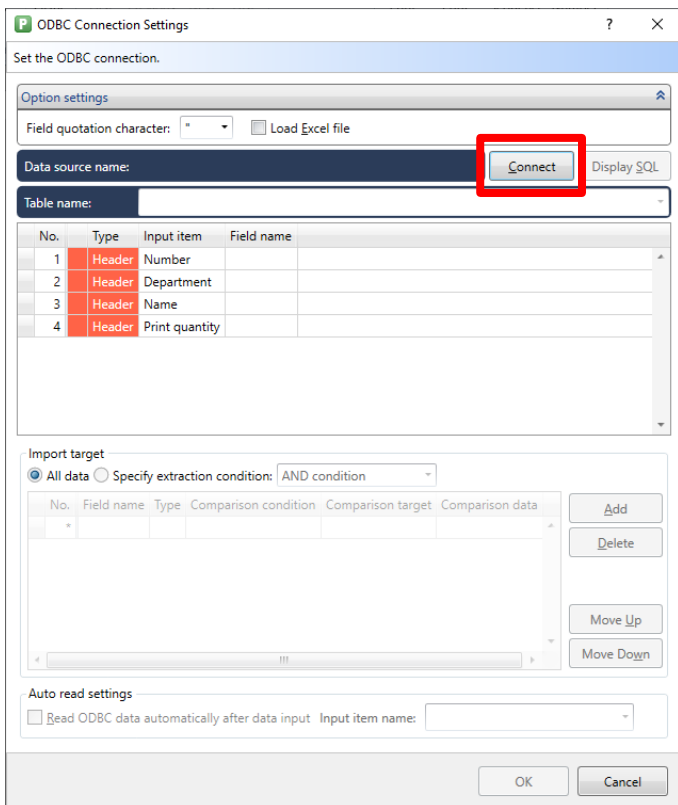 P ODBC Connection Settings ?
Set the ODBC connection.
Option settings
Field quotation character: " Load Excel file
Data source name: Connect Display SQL
Table name:
No. Type Input item Field name
1 Header Number
2 Header Department
3 Header Name
4 Header Print quantity
Import target
All data Specify extraction condition: AND condition
No. Field name Type Comparison condition Comparison target Comparison data
*
Add
Delete
Move Up
Move Down
Auto read settings
Read ODBC data automatically after data input Input item name:
OK Cancel